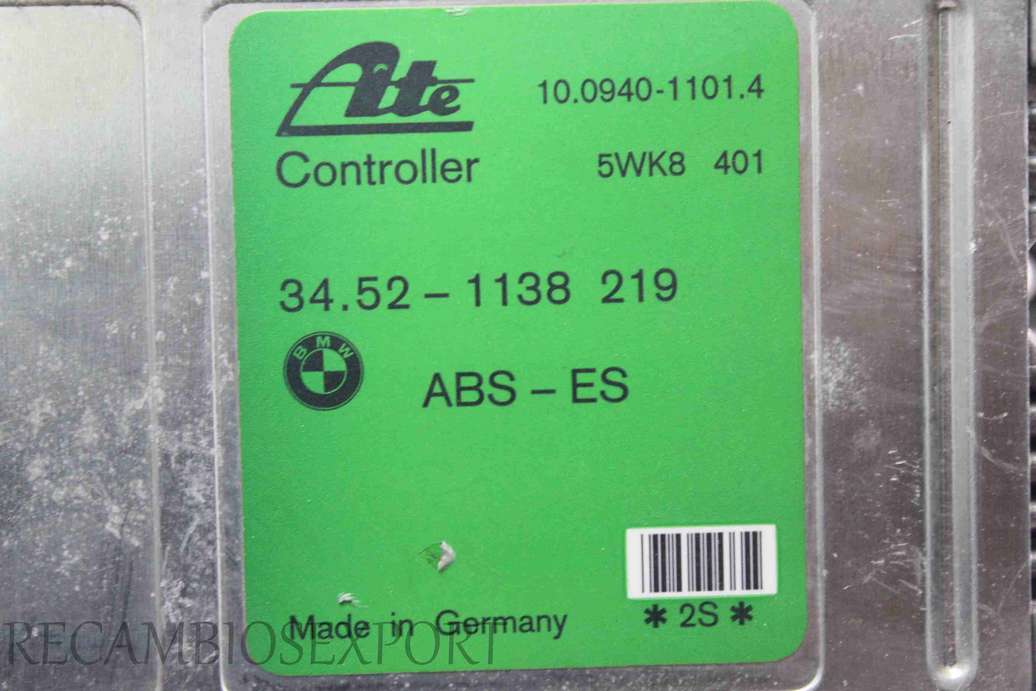 Ate 10.0940-1101.4
Controller 5WK8 401
34.52 - 1138 219
BMW
ABS - ES
* 2S *
Made in Germany
RECAMBIOSEXPORT